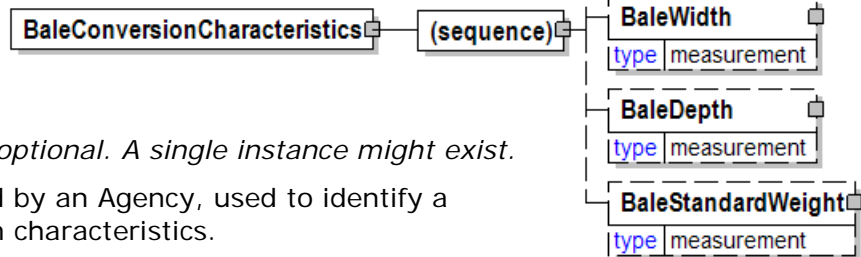 BaleConversionCharacteristics
(sequence)
BaleWidth
type measurement
BaleDepth
type measurement
BaleStandardWeight
type measurement
optional. A single instance might exist.
by an Agency, used to identify a
characteristics.